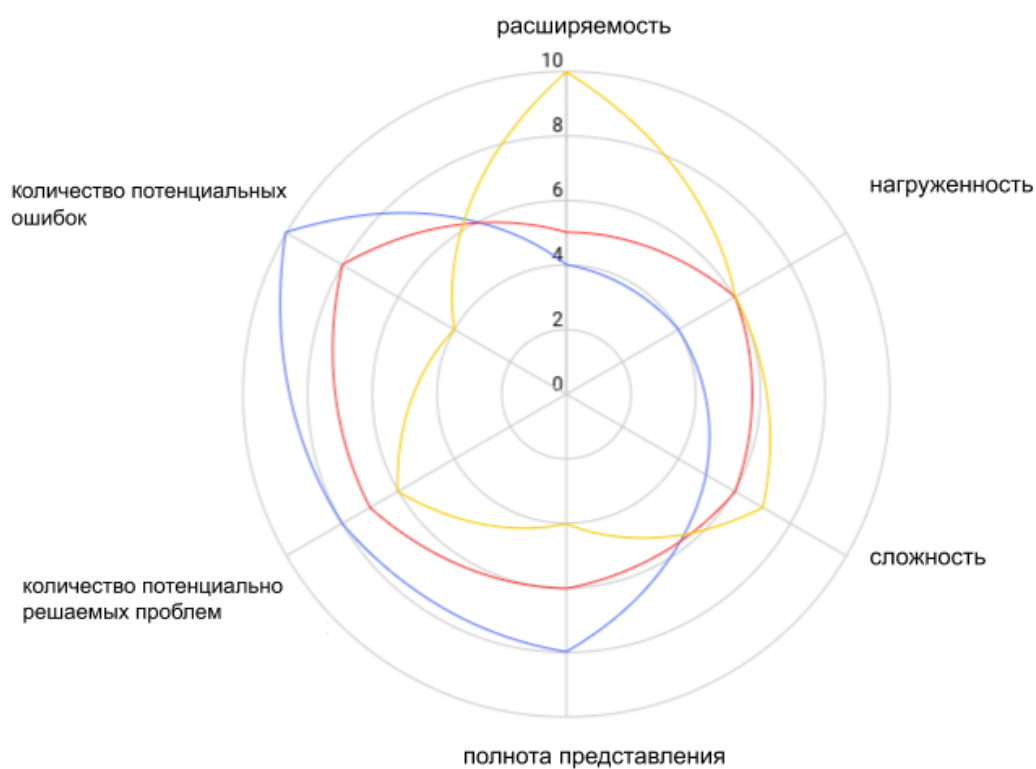 расширяемость
10
8
6
4
2
0
нагруженность
количество потенциальных
ошибок
сложность
количество потенциально
решаемых проблем
полнота представления